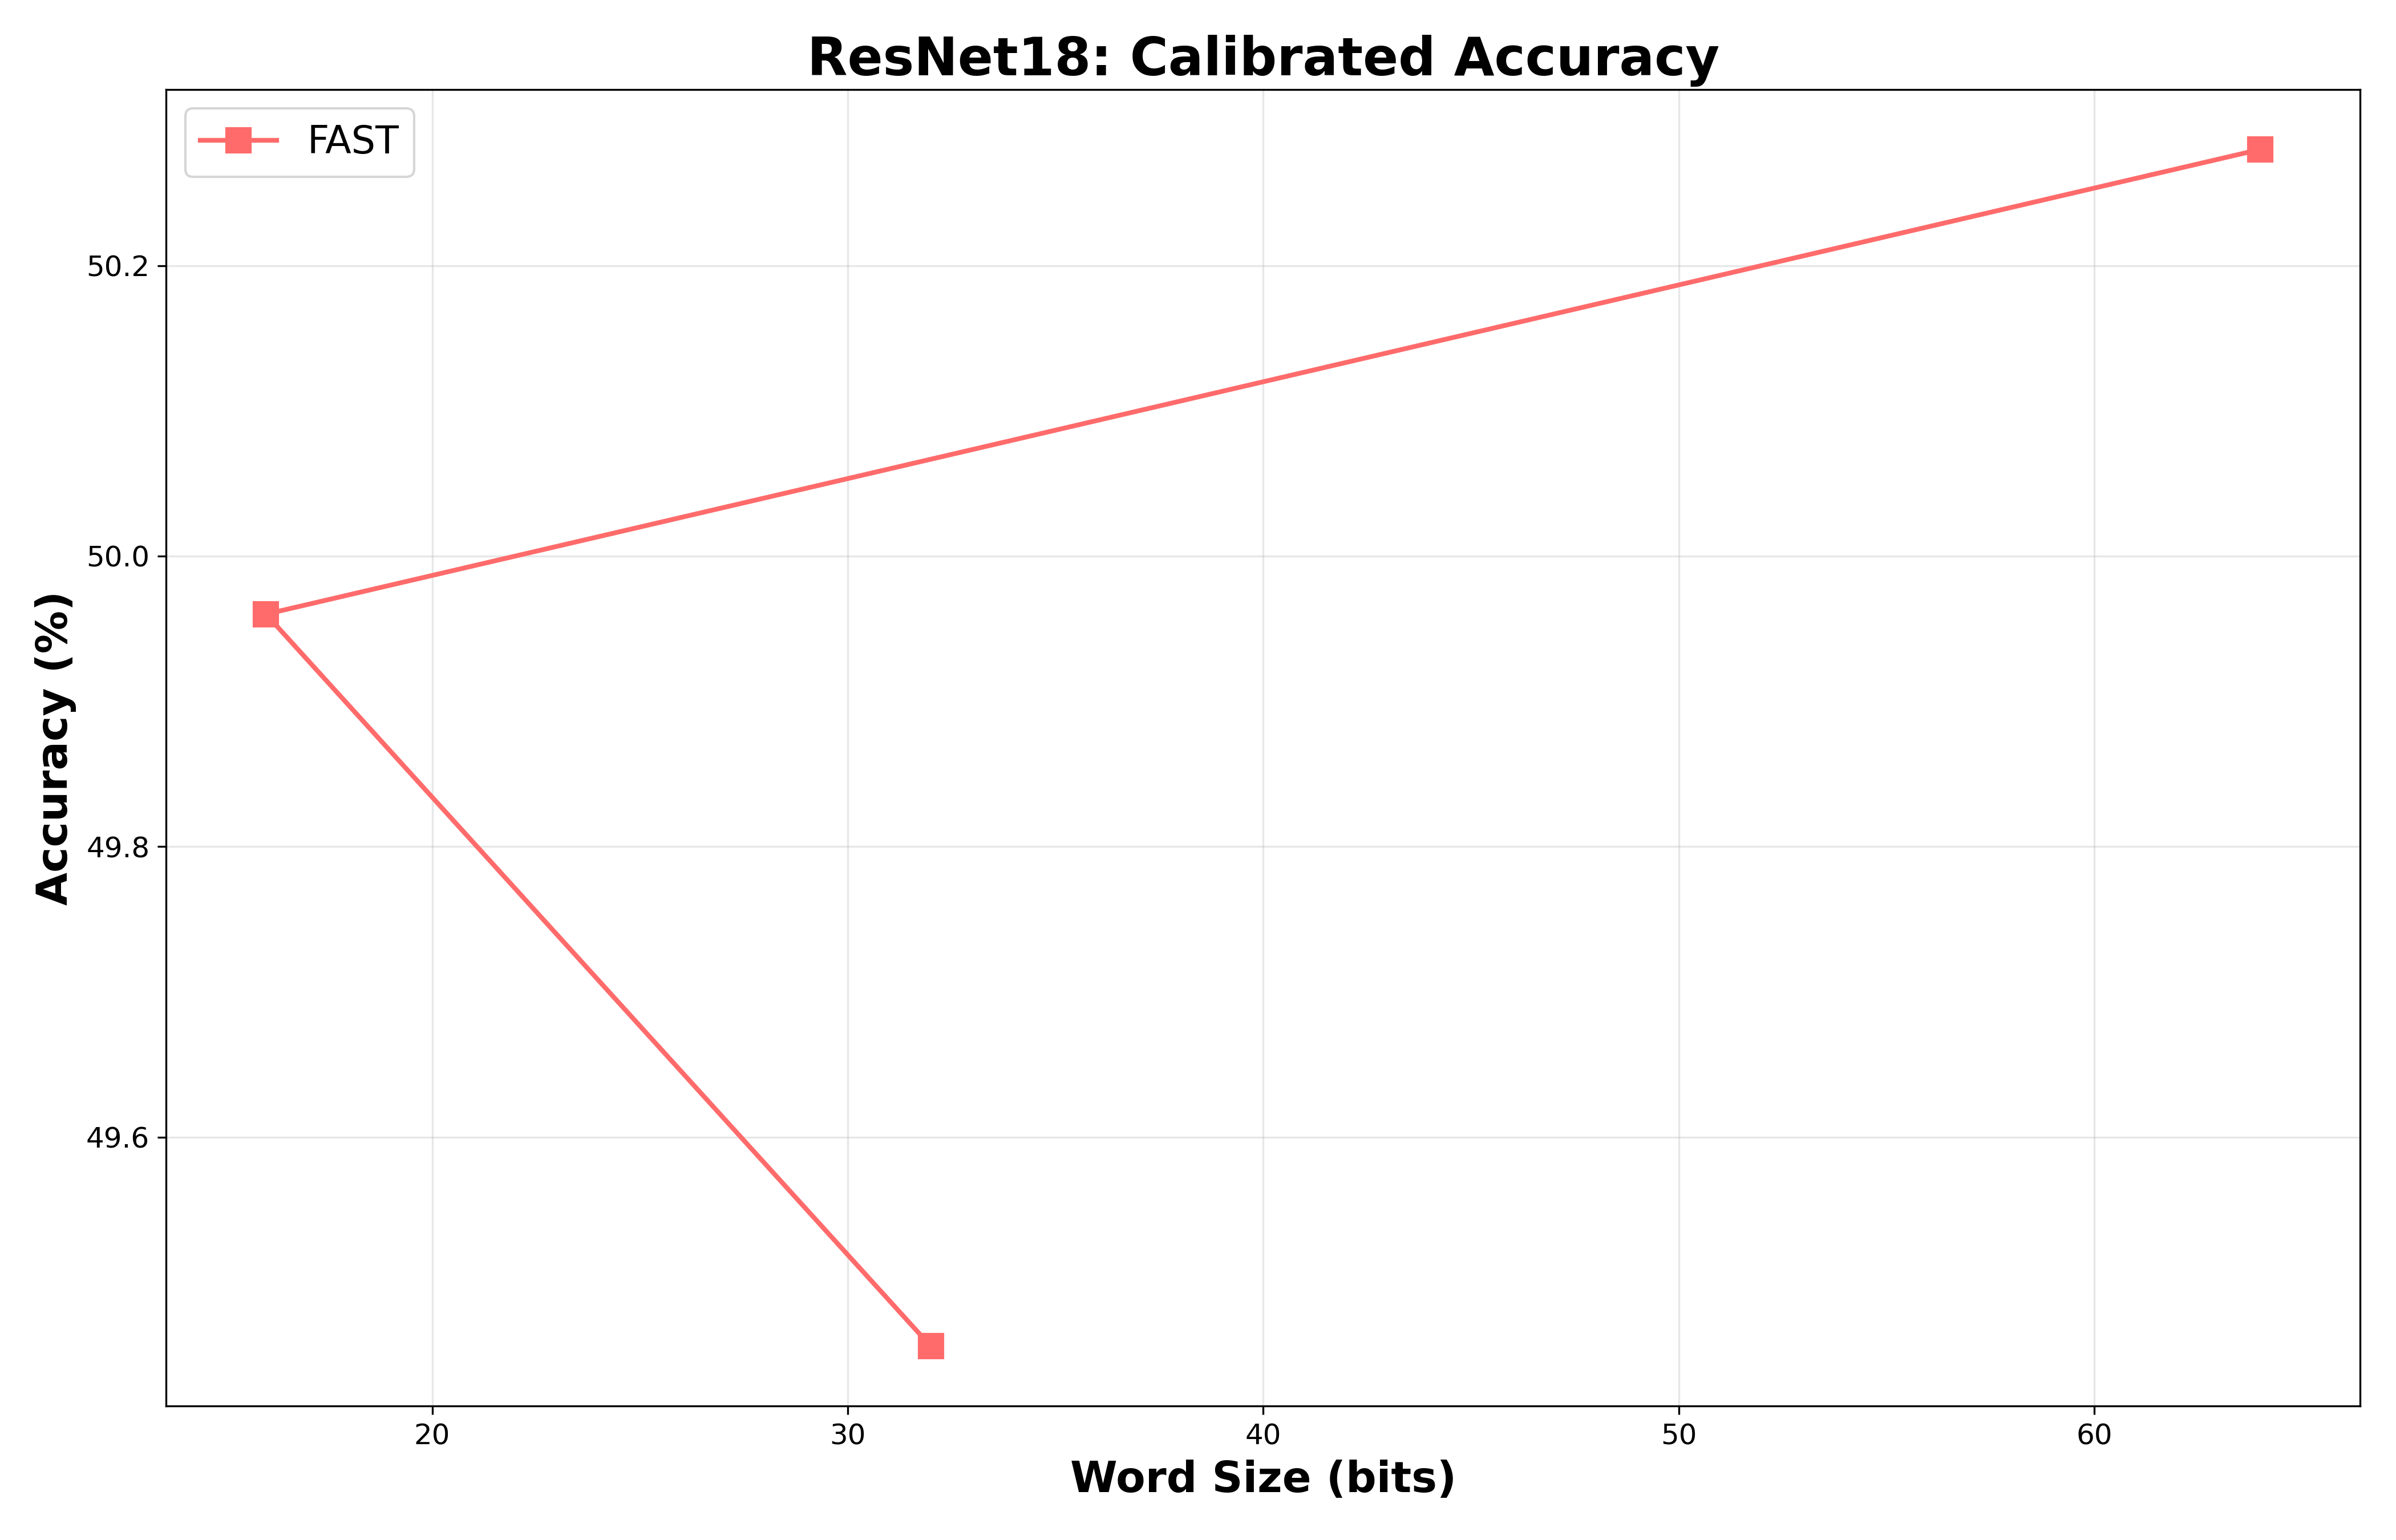 ResNet18: Calibrated Accuracy
FAST
Accuracy (%)
50.2
50.0
49.8
49.6
20 30 40 50 60
Word Size (bits)